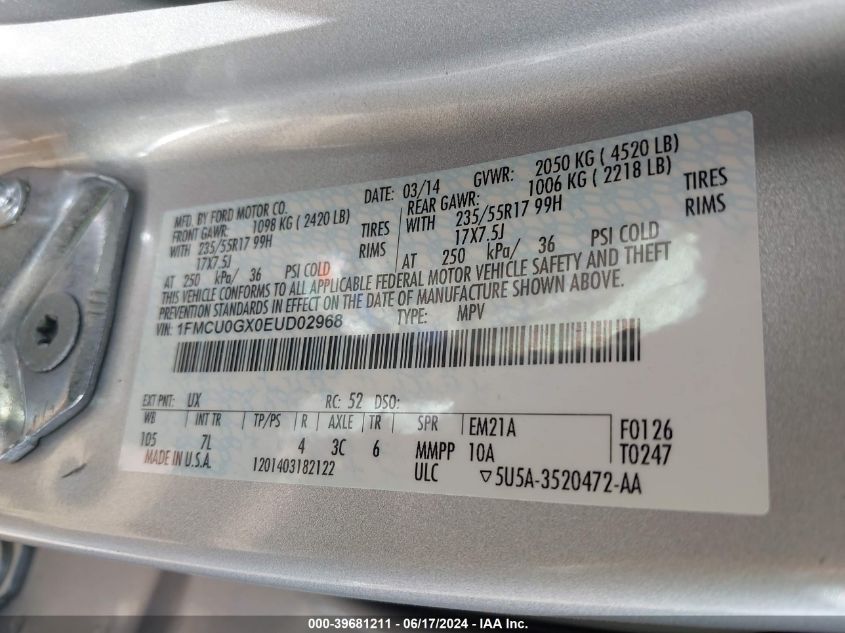 MFD. BY FORD MOTOR CO.
DATE: 03/14 GVWR: 2050 KG ( 4520 LB)
FRONT GAWR: 1098 KG ( 2420 LB)
REAR GAWR: 1006 KG ( 2218 LB)
WITH 235/55R17 99H TIRES
WITH 235/55R17 99H TIRES
17X7.5J RIMS
17X7.5J RIMS
AT 250 kPa/ 36 PSI COLD
AT 250 kPa/ 36 PSI COLD
THIS VEHICLE CONFORMS TO ALL APPLICABLE FEDERAL MOTOR VEHICLE SAFETY AND THEFT
PREVENTION STANDARDS IN EFFECT ON THE DATE OF MANUFACTURE SHOWN ABOVE.
VIN: 1FMCU0GX0EUD02968 TYPE: MPV
EXT PNT: UX RC: 52 DSO:
WB INT TR TP/PS R AXLE TR SPR EM21A F0126
105 7L 4 3C 6 MMPP 10A T0247
MADE IN U.S.A. 1201403182122 ULC ▽5U5A-3520472-AA
000-39681211 - 06/17/2024 - IAA Inc.